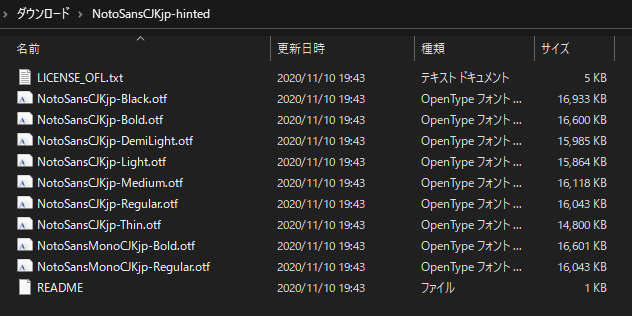 ダウンロード > NotoSansCJKjp-hinted
名前 更新日時 種類 サイズ
LICENSE_OFL.txt 2020/11/10 19:43 テキスト ドキュメント 5 KB
NotoSansCJKjp-Black.otf 2020/11/10 19:43 OpenType フォント ... 16,933 KB
NotoSansCJKjp-Bold.otf 2020/11/10 19:43 OpenType フォント ... 16,600 KB
NotoSansCJKjp-DemiLight.otf 2020/11/10 19:43 OpenType フォント ... 15,985 KB
NotoSansCJKjp-Light.otf 2020/11/10 19:43 OpenType フォント ... 15,864 KB
NotoSansCJKjp-Medium.otf 2020/11/10 19:43 OpenType フォント ... 16,118 KB
NotoSansCJKjp-Regular.otf 2020/11/10 19:43 OpenType フォント ... 16,043 KB
NotoSansCJKjp-Thin.otf 2020/11/10 19:43 OpenType フォント ... 14,800 KB
NotoSansMonoCJKjp-Bold.otf 2020/11/10 19:43 OpenType フォント ... 16,601 KB
NotoSansMonoCJKjp-Regular.otf 2020/11/10 19:43 OpenType フォント ... 16,043 KB
README 2020/11/10 19:43 ファイル 1 KB